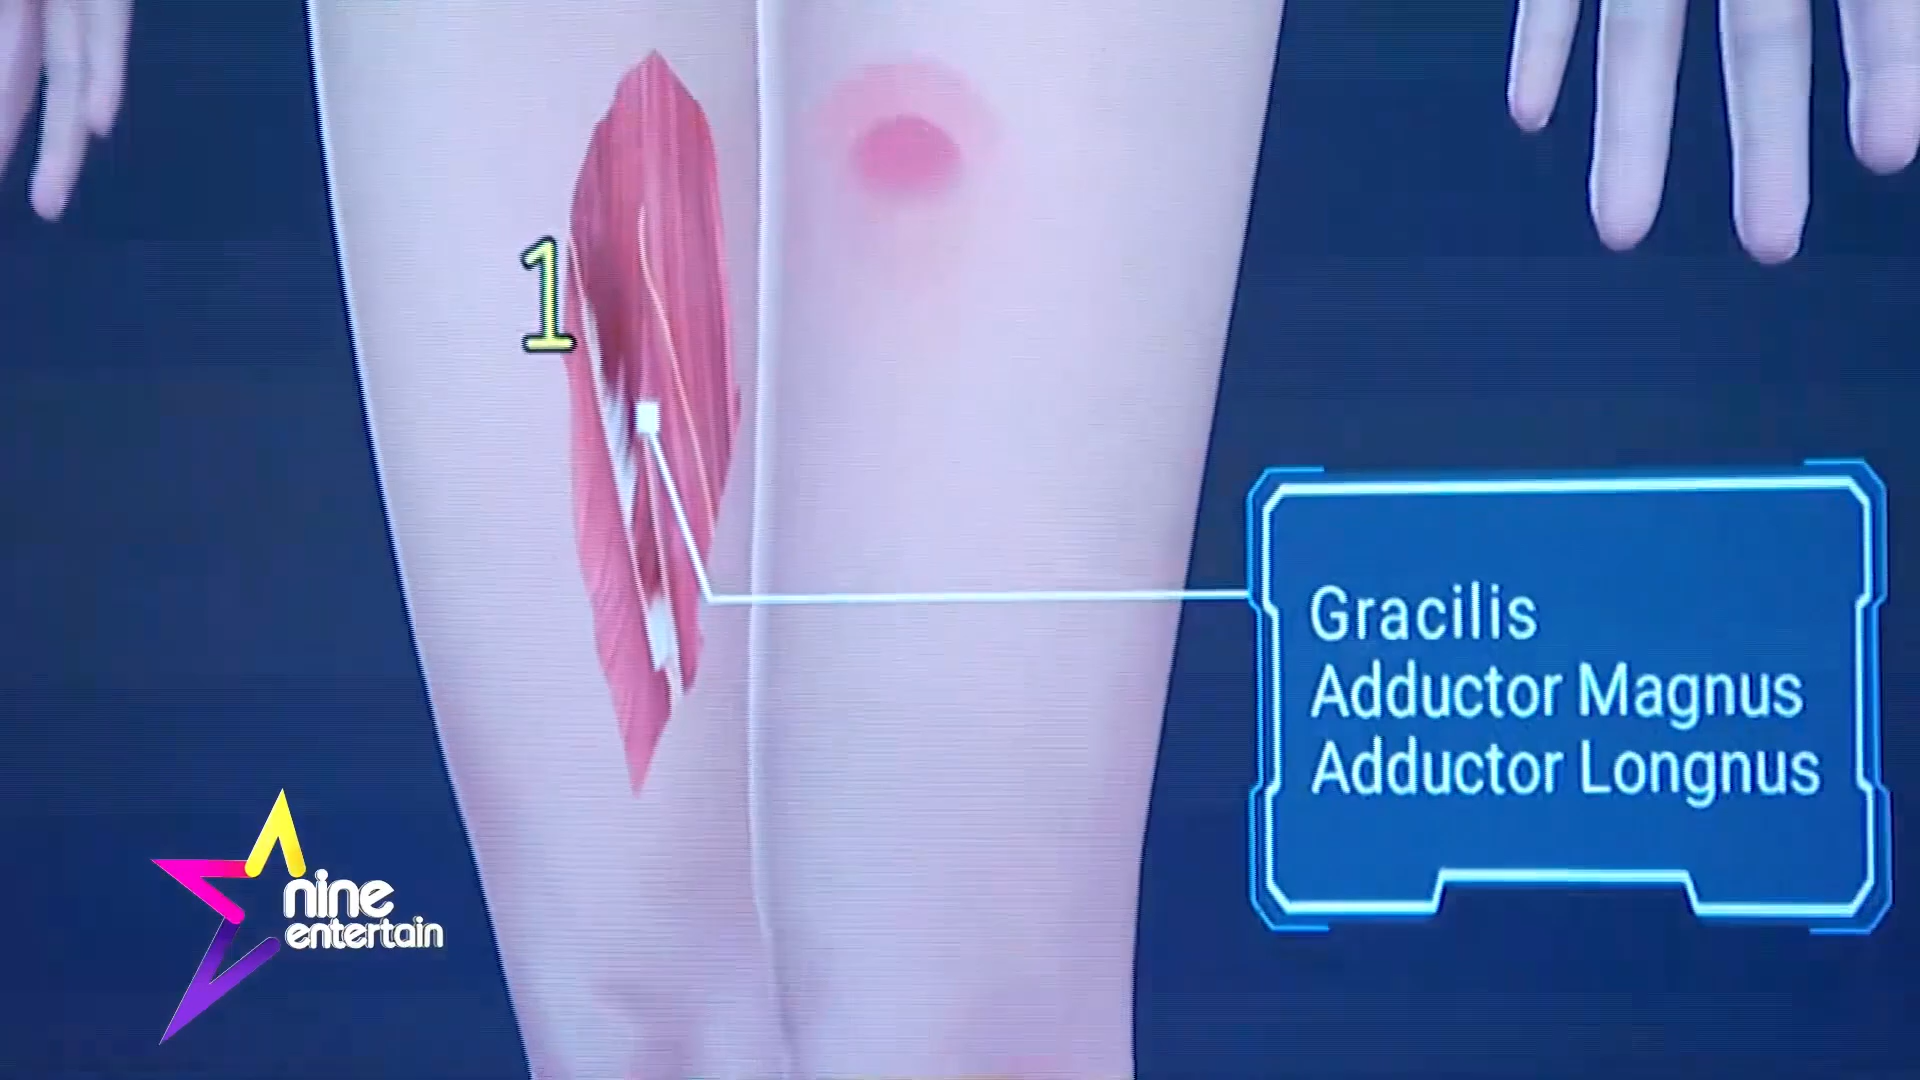 1
Gracilis
Adductor Magnus
Adductor Longnus
nine
entertain